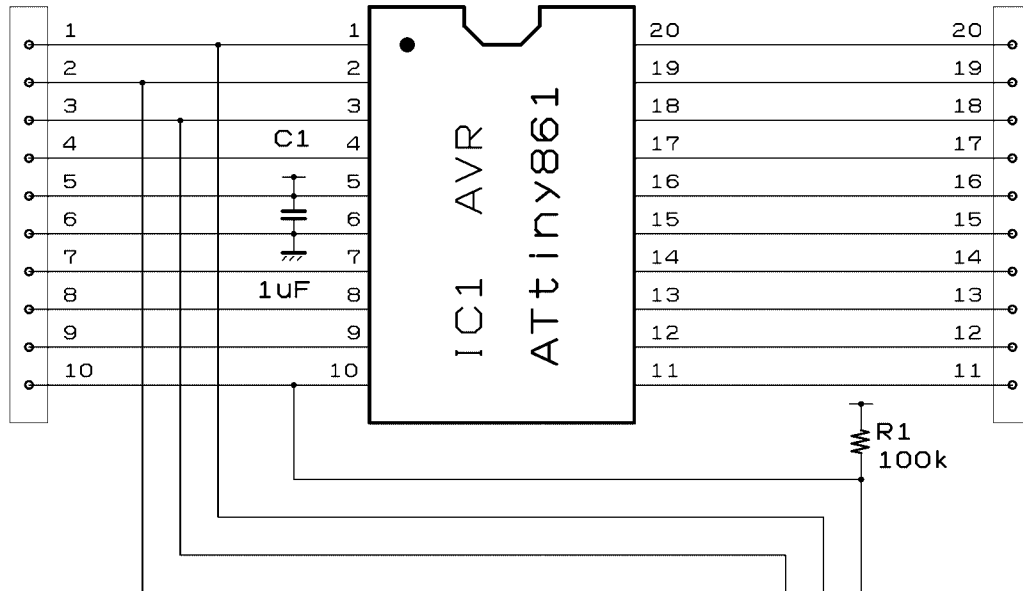 1 1 20 20
2 2 19 19
3 3 18 18
C1
4 4 17 17
5 5 16 16
6 6 15 15
7 7 14 14
1uF
8 8 13 13
9 9 12 12
10 10 11 11
IC1 AVR
ATtiny861
R1
100k